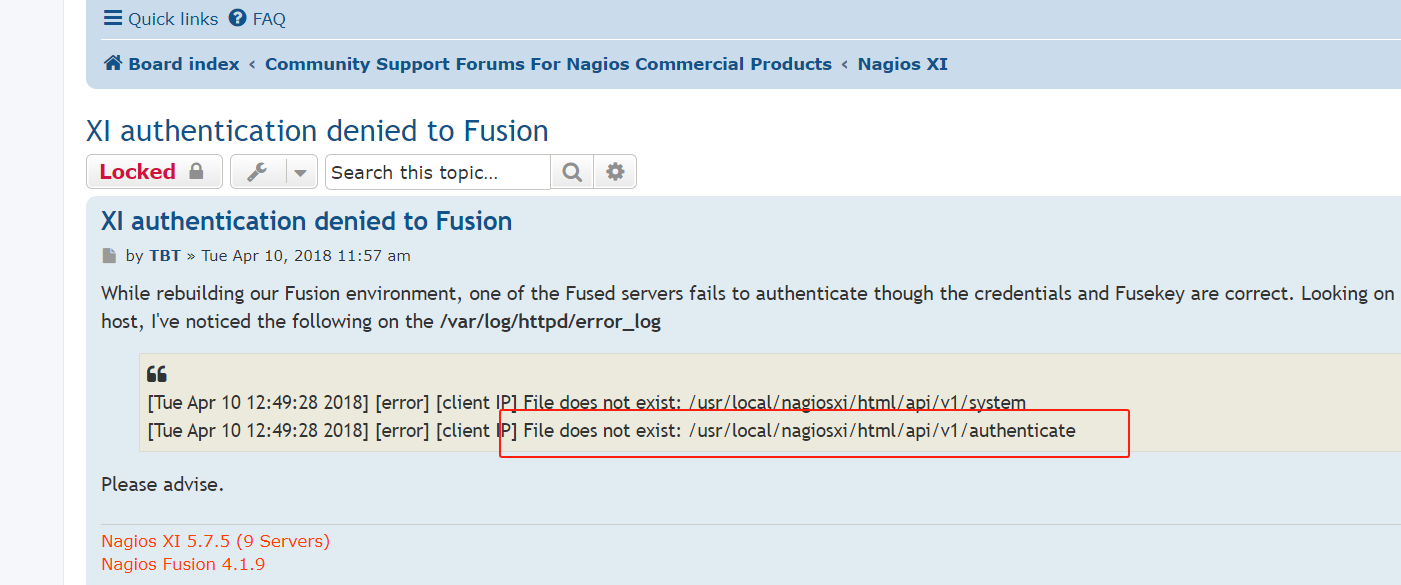 Quick links FAQ
Board index ‹ Community Support Forums For Nagios Commercial Products ‹ Nagios XI
XI authentication denied to Fusion
Locked Search this topic...
XI authentication denied to Fusion
by TBT » Tue Apr 10, 2018 11:57 am
While rebuilding our Fusion environment, one of the Fused servers fails to authenticate though the credentials and Fusekey are correct. Looking on
host, I've noticed the following on the /var/log/httpd/error_log
[Tue Apr 10 12:49:28 2018] [error] [client IP] File does not exist: /usr/local/nagiosxi/html/api/v1/system
[Tue Apr 10 12:49:28 2018] [error] [client IP] File does not exist: /usr/local/nagiosxi/html/api/v1/authenticate
Please advise.
Nagios XI 5.7.5 (9 Servers)
Nagios Fusion 4.1.9